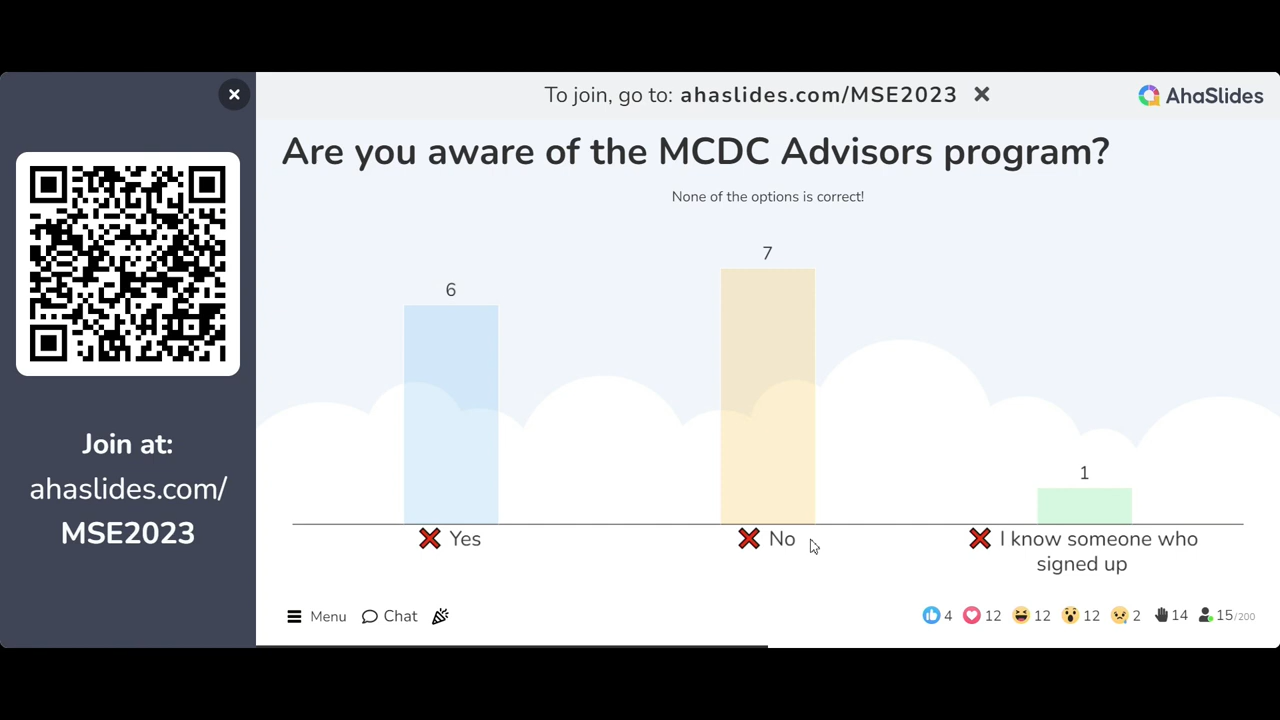 To join, go to: ahaslides.com/MSE2023
AhaSlides
Are you aware of the MCDC Advisors program?
None of the options is correct!
6
7
1
Yes
No
I know someone who
signed up
Join at:
ahaslides.com/
MSE2023
Menu
Chat
4
12
12
12
2
14
15/200